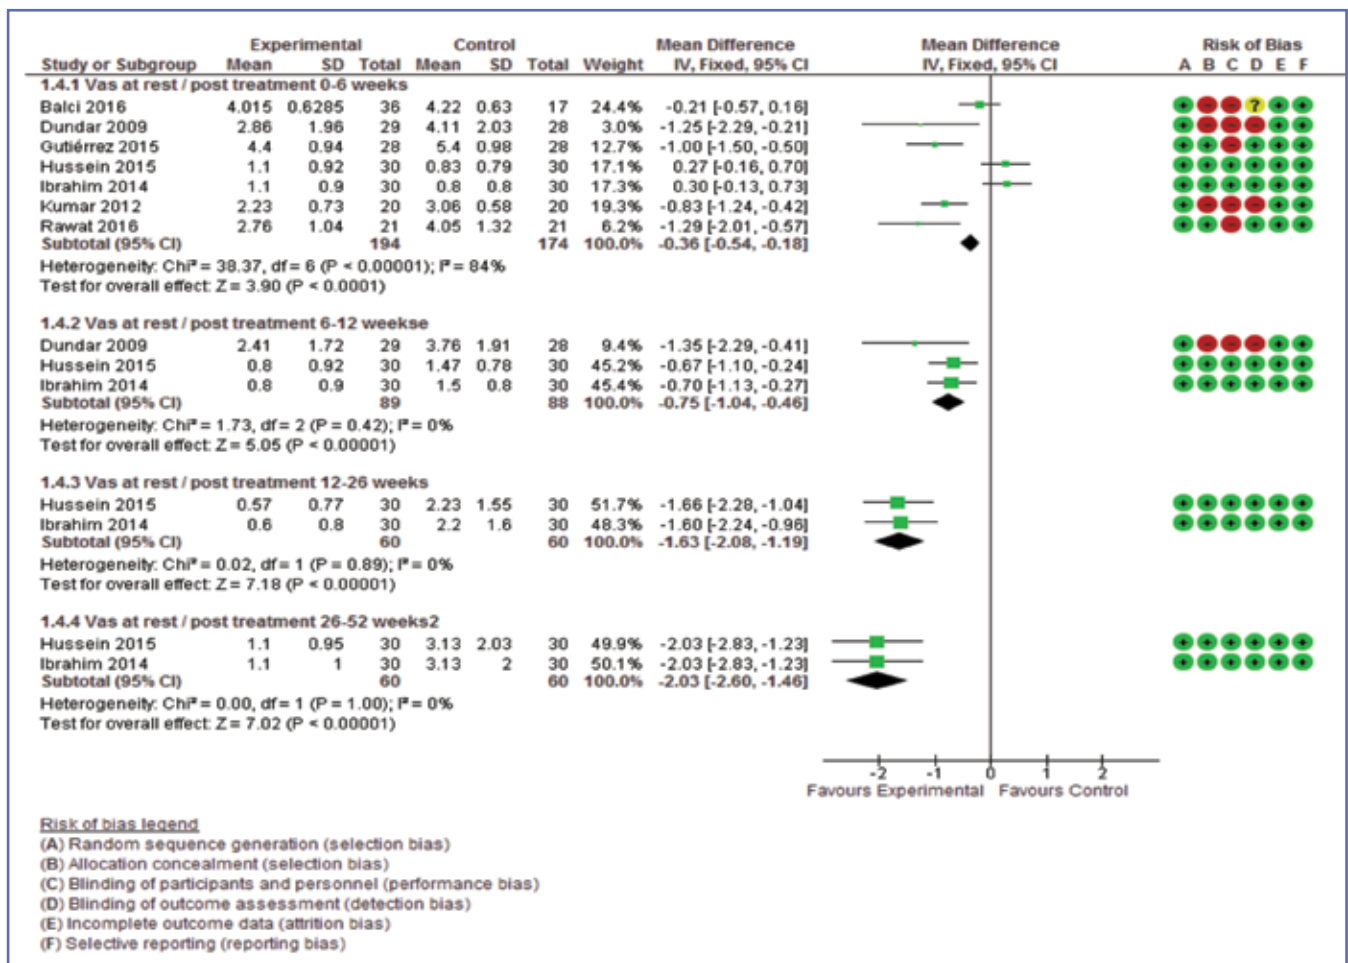 Experimental Control Mean Difference Mean Difference Risk of Bias
Study or Subgroup Mean SD Total Mean SD Total Weight IV, Fixed, 95% CI IV, Fixed, 95% CI A B C D E F
1.4.1 Vas at rest / post treatment 0-6 weeks
Balci 2016 4.015 0.6285 36 4.22 0.63 17 24.4% -0.21 [-0.57, 0.16] + - - ? + +
Dundar 2009 2.86 1.96 29 4.11 2.03 28 3.0% -1.25 [-2.29, -0.21] + - - - + +
Gutiérrez 2015 4.4 0.94 28 5.4 0.98 28 12.7% -1.00 [-1.50, -0.50] + + - + + +
Hussein 2015 1.1 0.92 30 0.83 0.79 30 17.1% 0.27 [-0.16, 0.70] + + + + + +
Ibrahim 2014 1.1 0.9 30 0.8 0.8 30 17.3% 0.30 [-0.13, 0.73] + + + + + +
Kumar 2012 2.23 0.73 20 3.06 0.58 20 19.3% -0.83 [-1.24, -0.42] + - - - + +
Rawat 2016 2.76 1.04 21 4.05 1.32 21 6.2% -1.29 [-2.01, -0.57] + + - + + +
Subtotal (95% CI) 194 174 100.0% -0.36 [-0.54, -0.18]
Heterogeneity: Chi² = 38.37, df = 6 (P < 0.00001); I² = 84%
Test for overall effect: Z = 3.90 (P < 0.0001)
1.4.2 Vas at rest / post treatment 6-12 weekse
Dundar 2009 2.41 1.72 29 3.76 1.91 28 9.4% -1.35 [-2.29, -0.41] + - - - + +
Hussein 2015 0.8 0.92 30 1.47 0.78 30 45.2% -0.67 [-1.10, -0.24] + + + + + +
Ibrahim 2014 0.8 0.9 30 1.5 0.8 30 45.4% -0.70 [-1.13, -0.27] + + + + + +
Subtotal (95% CI) 89 88 100.0% -0.75 [-1.04, -0.46]
Heterogeneity: Chi² = 1.73, df = 2 (P = 0.42); I² = 0%
Test for overall effect: Z = 5.05 (P < 0.00001)
1.4.3 Vas at rest / post treatment 12-26 weeks
Hussein 2015 0.57 0.77 30 2.23 1.55 30 51.7% -1.66 [-2.28, -1.04] + + + + + +
Ibrahim 2014 0.6 0.8 30 2.2 1.6 30 48.3% -1.60 [-2.24, -0.96] + + + + + +
Subtotal (95% CI) 60 60 100.0% -1.63 [-2.08, -1.19]
Heterogeneity: Chi² = 0.02, df = 1 (P = 0.89); I² = 0%
Test for overall effect: Z = 7.18 (P < 0.00001)
1.4.4 Vas at rest / post treatment 26-52 weeks2
Hussein 2015 1.1 0.95 30 3.13 2.03 30 49.9% -2.03 [-2.83, -1.23] + + + + + +
Ibrahim 2014 1.1 1 30 3.13 2 30 50.1% -2.03 [-2.83, -1.23] + + + + + +
Subtotal (95% CI) 60 60 100.0% -2.03 [-2.60, -1.46]
Heterogeneity: Chi² = 0.00, df = 1 (P = 1.00); I² = 0%
Test for overall effect: Z = 7.02 (P < 0.00001)
-2 -1 0 1 2
Favours Experimental Favours Control
Risk of bias legend
(A) Random sequence generation (selection bias)
(B) Allocation concealment (selection bias)
(C) Blinding of participants and personnel (performance bias)
(D) Blinding of outcome assessment (detection bias)
(E) Incomplete outcome data (attrition bias)
(F) Selective reporting (reporting bias)